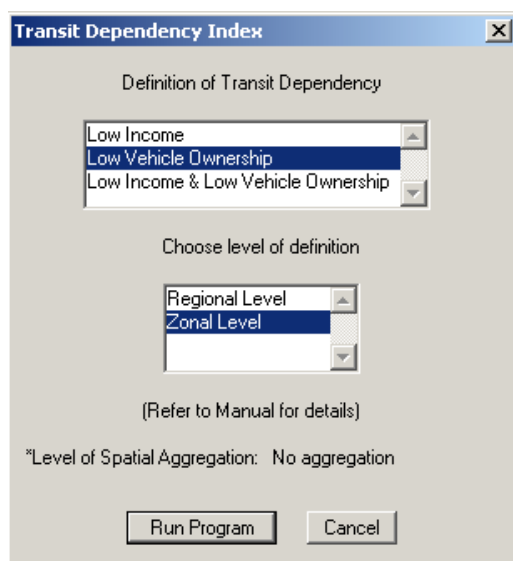 Transit Dependency Index
Definition of Transit Dependency
Low Income
Low Vehicle Ownership
Low Income & Low Vehicle Ownership
Choose level of definition
Regional Level
Zonal Level
(Refer to Manual for details)
*Level of Spatial Aggregation: No aggregation
Run Program Cancel